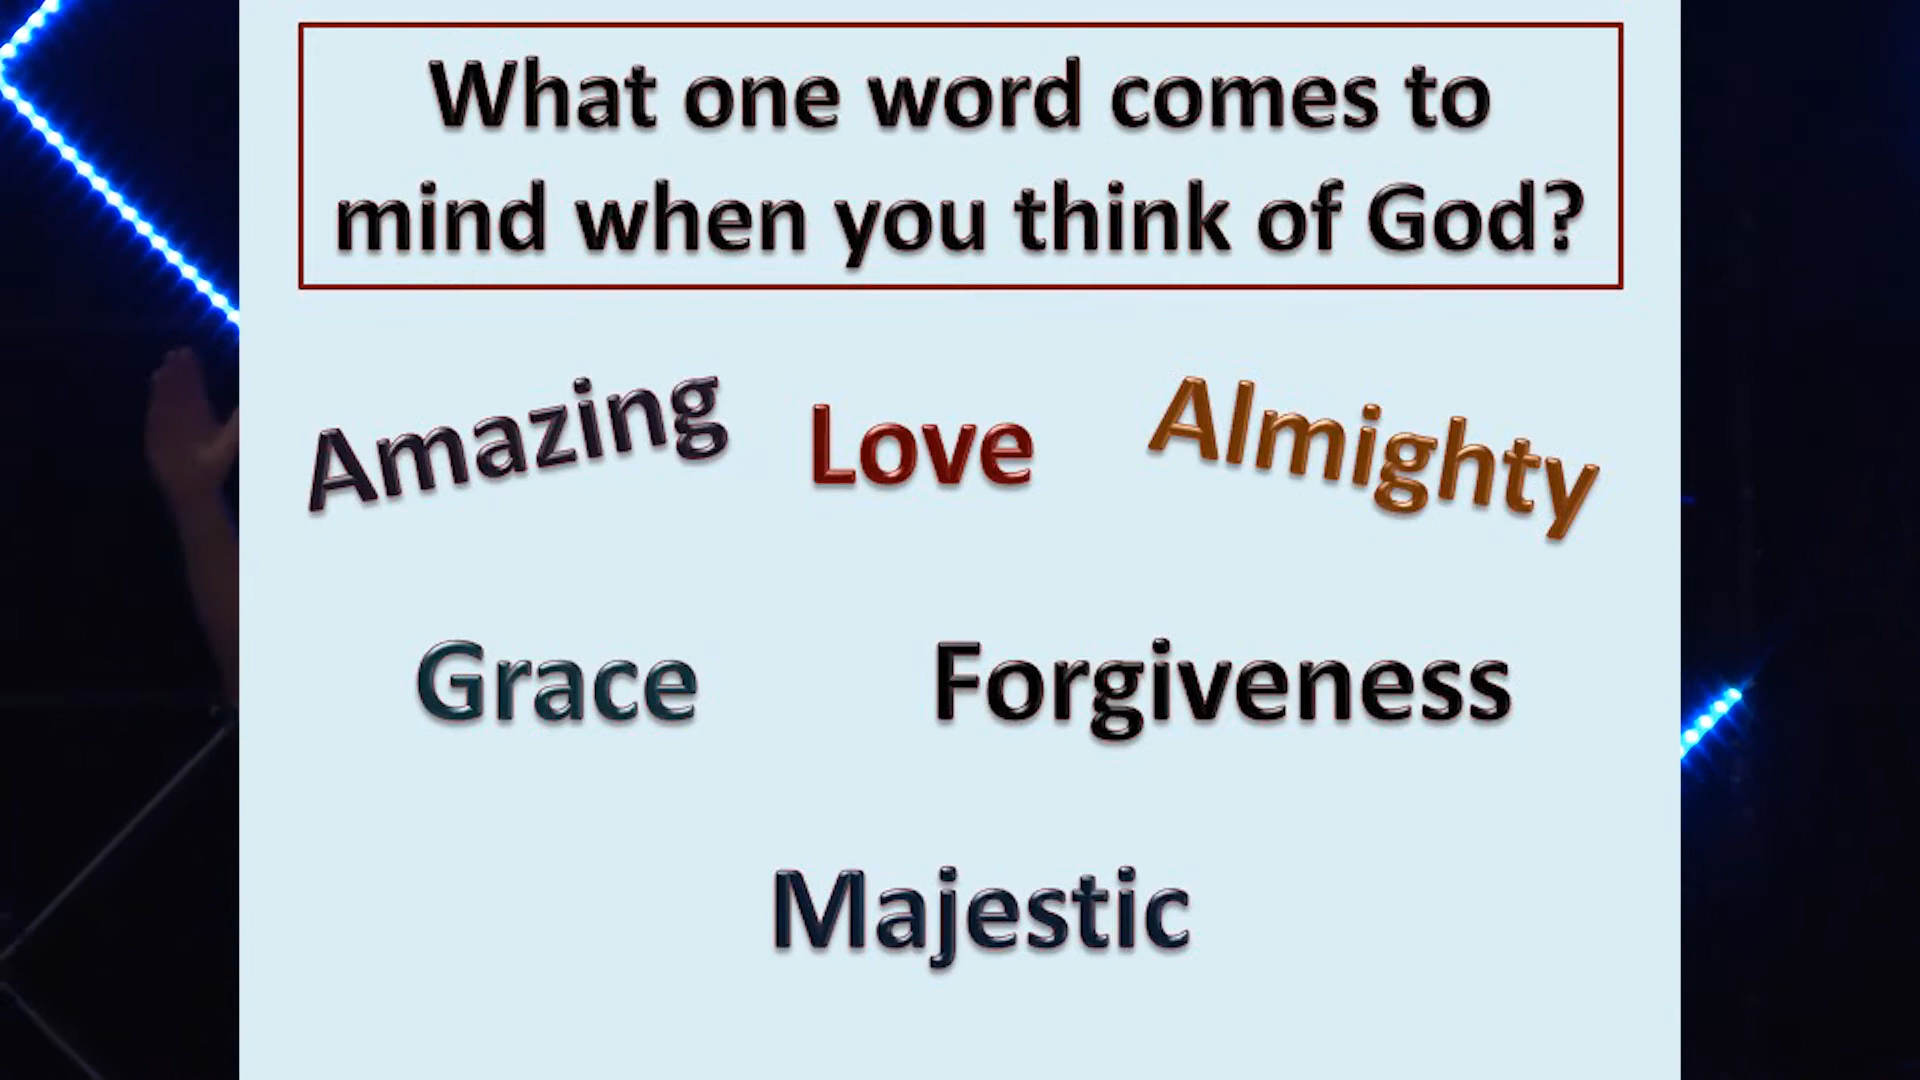 What one word comes to
mind when you think of God?
Amazing Love Almighty
Grace Forgiveness
Majestic